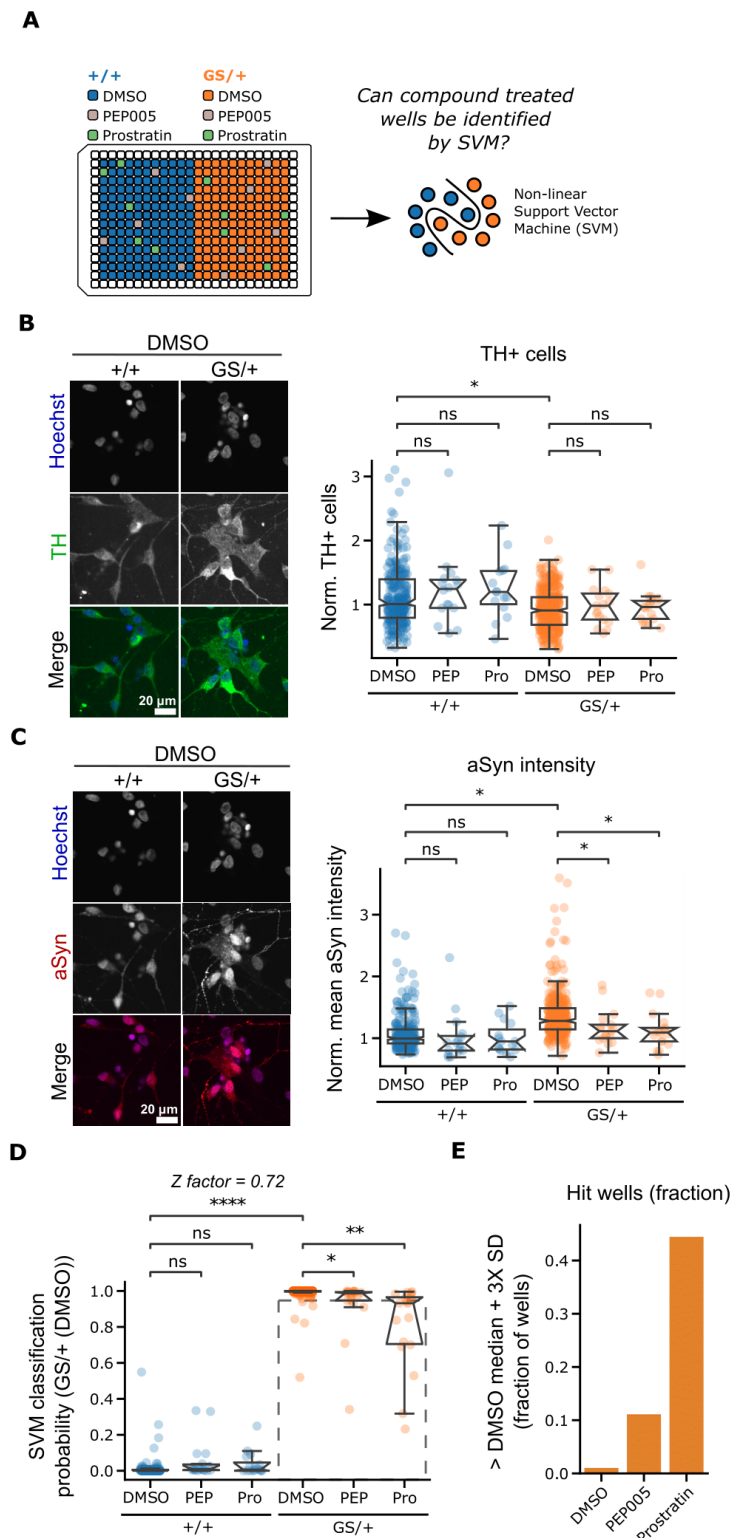 A
+/+
GS/+
DMSO
DMSO
PEP005
PEP005
Prostratin
Prostratin
Can compound treated
wells be identified
by SVM?
Non-linear
Support Vector
Machine (SVM)
B
DMSO
+/+
GS/+
Hoechst
TH
Merge
20 µm
TH+ cells
*
ns
ns
ns
ns
Norm. TH+ cells
3
2
1
DMSO
PEP
Pro
DMSO
PEP
Pro
+/+
GS/+
C
DMSO
+/+
GS/+
Hoechst
aSyn
Merge
20 µm
aSyn intensity
*
ns
*
ns
*
Norm. mean aSyn intensity
3
2
1
DMSO
PEP
Pro
DMSO
PEP
Pro
+/+
GS/+
D
Z factor = 0.72
****
ns
**
ns
*
SVM classification
probability (GS/+ (DMSO))
1.0
0.8
0.6
0.4
0.2
0.0
DMSO
PEP
Pro
DMSO
PEP
Pro
+/+
GS/+
E
Hit wells (fraction)
> DMSO median + 3X SD
(fraction of wells)
0.4
0.3
0.2
0.1
0.0
DMSO
PEP005
Prostratin